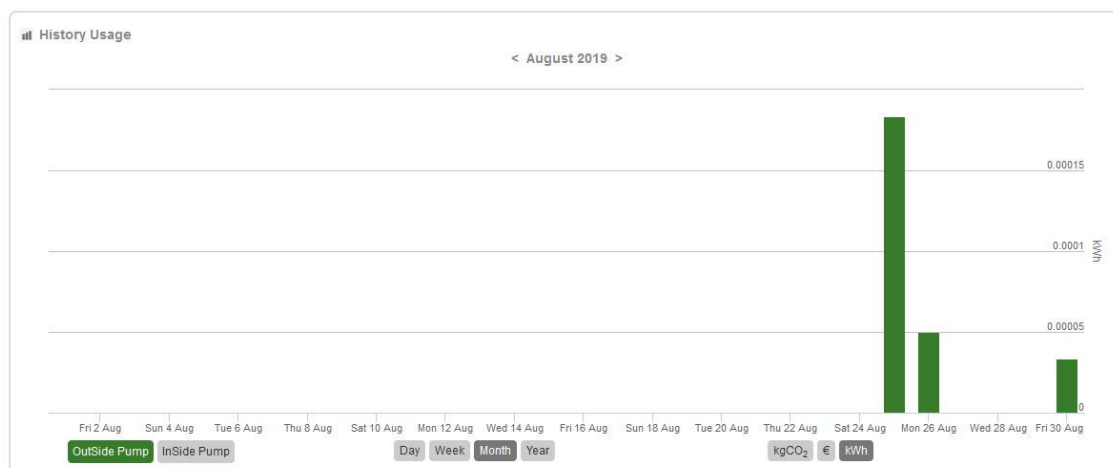 History Usage
< August 2019 >
0.00015
0.0001
0.00005
0
kWh
Fri 2 Aug Sun 4 Aug Tue 6 Aug Thu 8 Aug Sat 10 Aug Mon 12 Aug Wed 14 Aug Fri 16 Aug Sun 18 Aug Tue 20 Aug Thu 22 Aug Sat 24 Aug Mon 26 Aug Wed 28 Aug Fri 30 Aug
OutSide Pump InSide Pump Day Week Month Year kgCO₂ € kWh